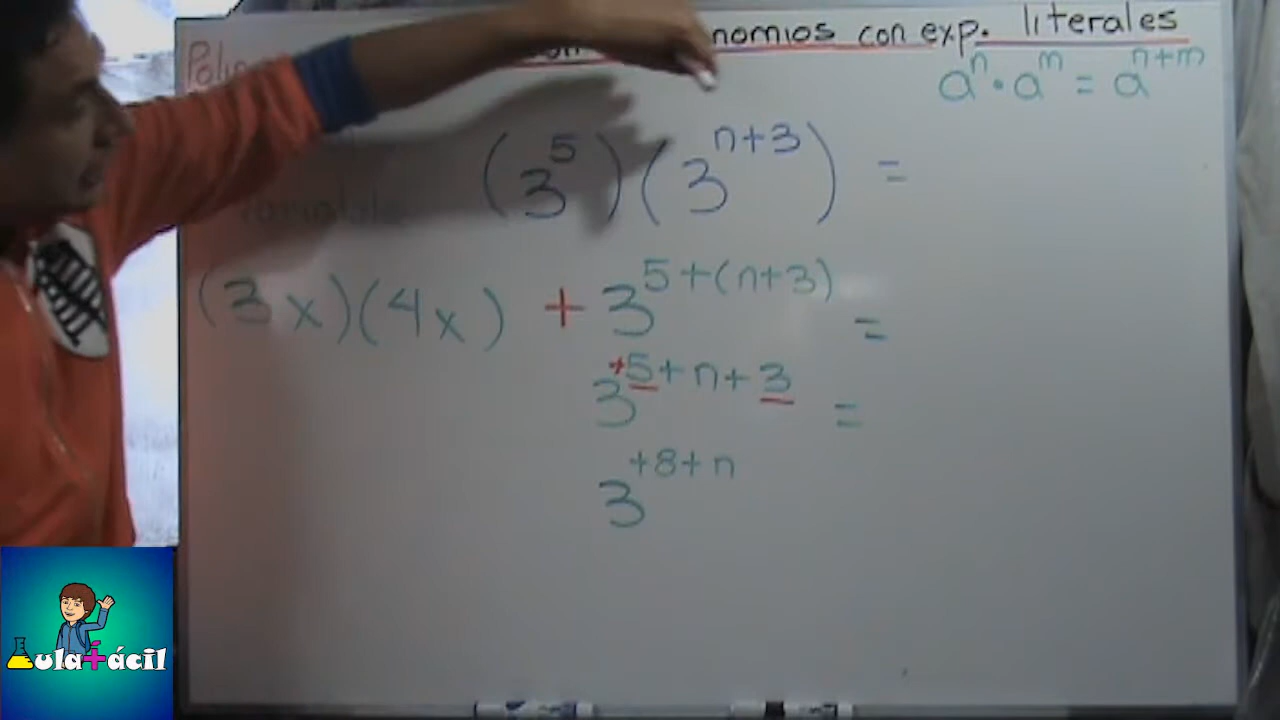 nomios con exp. literales
aⁿ · aᵐ = aⁿ⁺ᵐ
(3⁵)(3ⁿ⁺³) =
(3x)(4x) + 3⁵⁺⁽ⁿ⁺³⁾ =
3⁺⁵⁺ⁿ⁺³ =
3⁺⁸⁺ⁿ
Aula+ácil